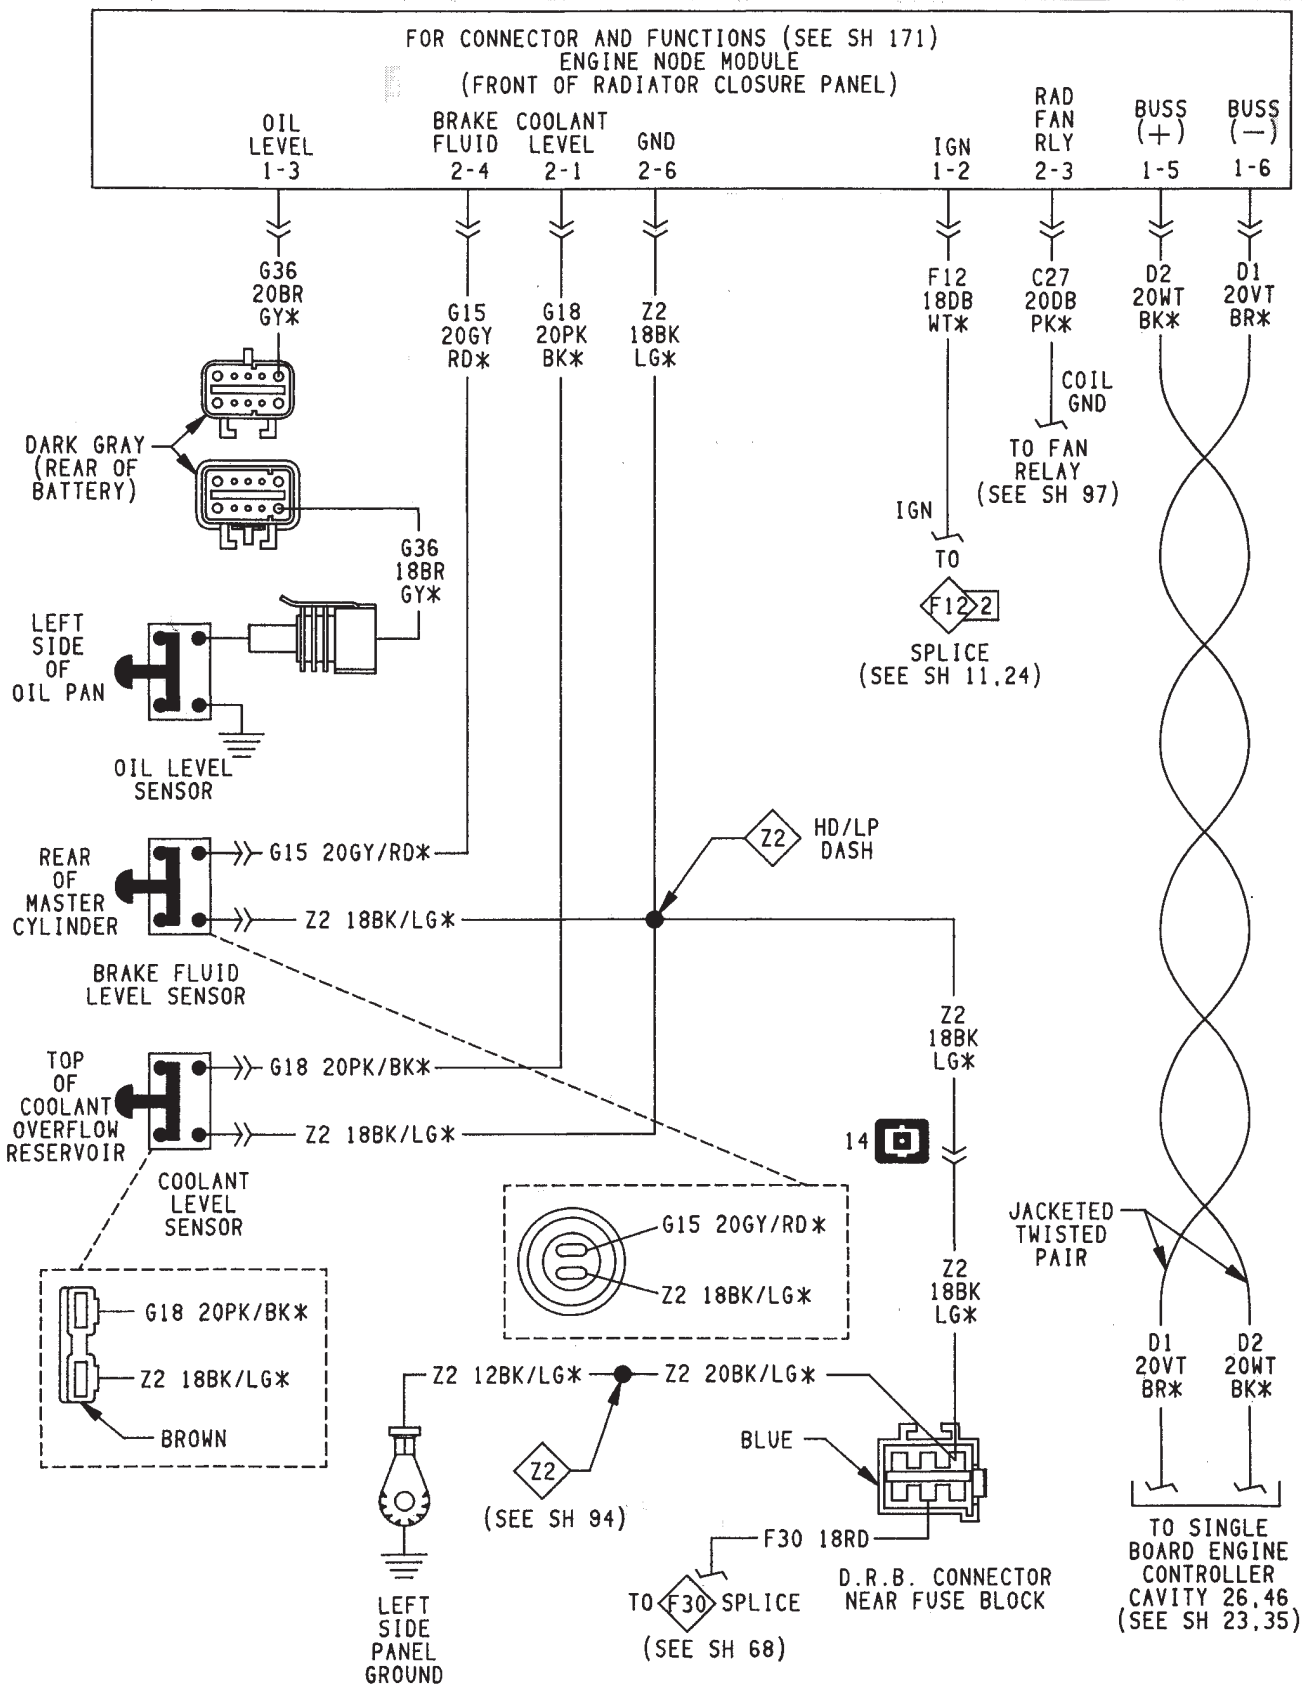 FOR CONNECTOR AND FUNCTIONS (SEE SH 171)
ENGINE NODE MODULE
(FRONT OF RADIATOR CLOSURE PANEL)
OIL
LEVEL
1-3
BRAKE
FLUID
2-4
COOLANT
LEVEL
2-1
GND
2-6
IGN
1-2
RAD
FAN
RLY
2-3
BUSS
(+)
1-5
BUSS
(—)
1-6
G36
20BR
GY*
G15
20GY
RD*
G18
20PK
BK*
Z2
18BK
LG*
F12
18DB
WT*
C27
20DB
PK*
D2
20WT
BK*
D1
20VT
BR*
COIL
GND
TO FAN
RELAY
(SEE SH 97)
DARK GRAY
(REAR OF
BATTERY)
IGN
TO
F12 2
SPLICE
(SEE SH 11,24)
G36
18BR
GY*
LEFT
SIDE
OF
OIL PAN
OIL LEVEL
SENSOR
Z2
HD/LP
DASH
REAR
OF
MASTER
CYLINDER
G15 20GY/RD*
Z2 18BK/LG*
BRAKE FLUID
LEVEL SENSOR
Z2
18BK
LG*
TOP
OF
COOLANT
OVERFLOW
RESERVOIR
G18 20PK/BK*
Z2 18BK/LG*
14
COOLANT
LEVEL
SENSOR
G15 20GY/RD*
Z2 18BK/LG*
JACKETED
TWISTED
PAIR
Z2
18BK
LG*
G18 20PK/BK*
Z2 18BK/LG*
BROWN
D1
20VT
BR*
D2
20WT
BK*
Z2 12BK/LG*
Z2 20BK/LG*
BLUE
Z2
(SEE SH 94)
F30 18RD
TO F30 SPLICE
(SEE SH 68)
D.R.B. CONNECTOR
NEAR FUSE BLOCK
TO SINGLE
BOARD ENGINE
CONTROLLER
CAVITY 26,46
(SEE SH 23,35)
LEFT
SIDE
PANEL
GROUND